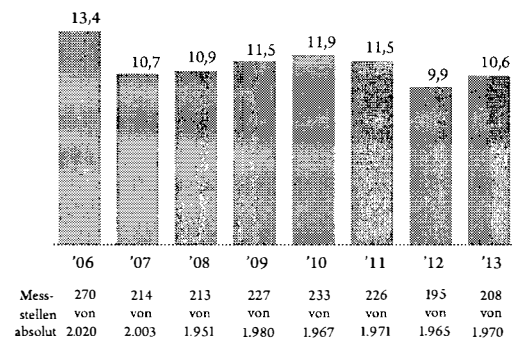 13,4 10,7 10,9 11,5 11,9 11,5 9,9 10,6
'06 '07 '08 '09 '10 '11 '12 '13
Mess- 270 214 213 227 233 226 195 208
stellen von von von von von von von von
absolut 2.020 2.003 1.951 1.980 1.967 1.971 1.965 1.970